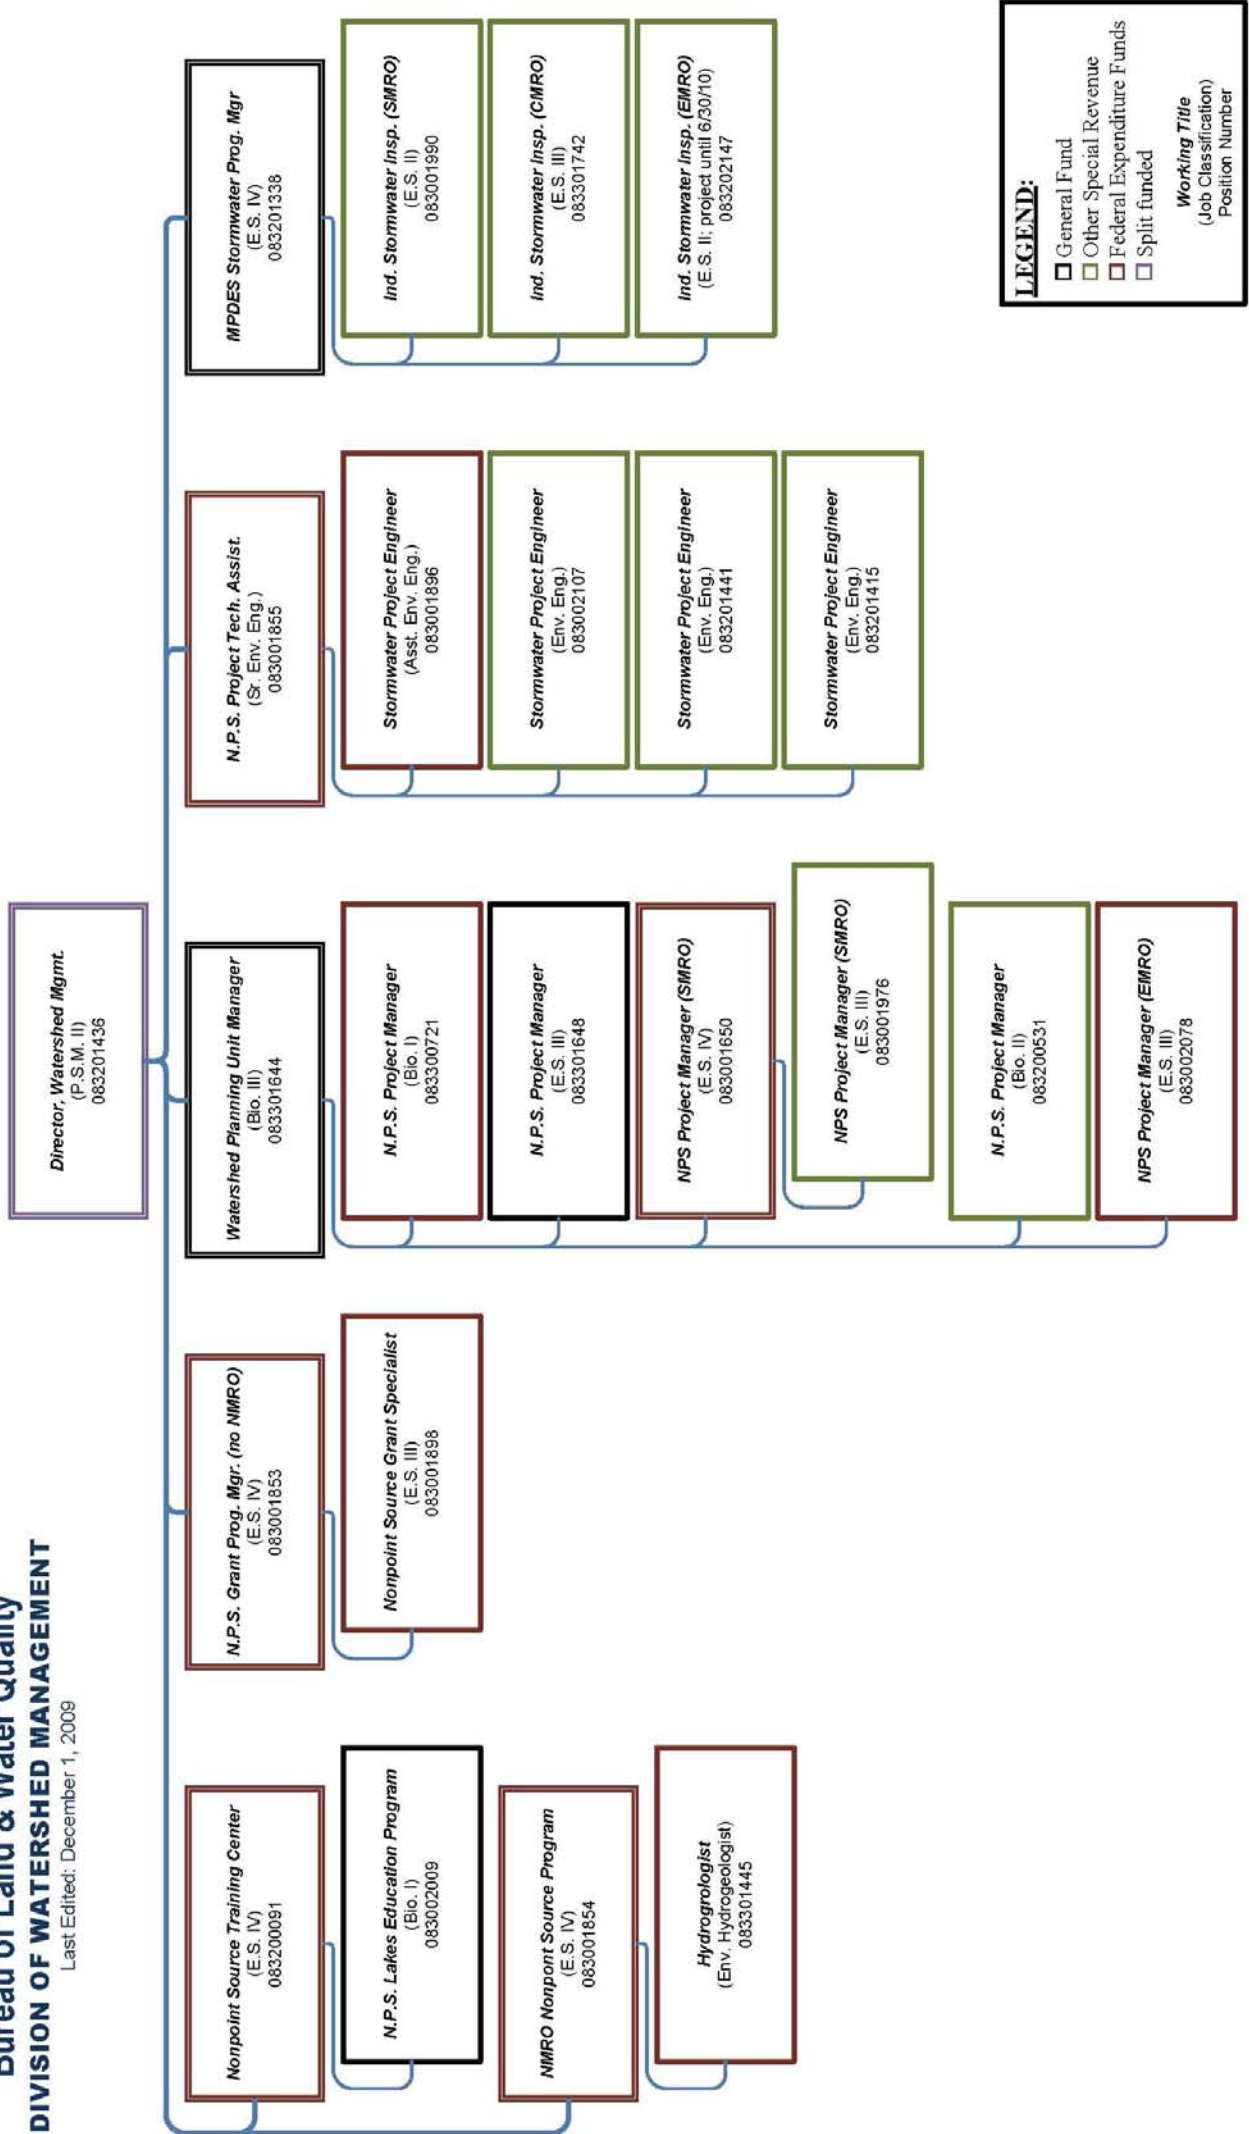 Bureau of Land & Water Quality
DIVISION OF WATERSHED MANAGEMENT
Last Edited: December 1, 2009
Director, Watershed Mgmt.
(P.S.M. II)
083201436
Nonpoint Source Training Center
(E.S. IV)
083200091
N.P.S. Lakes Education Program
(Bio. I)
083002009
NMRO Nonpont Source Program
(E.S. IV)
083001854
Hydrogrologist
(Env. Hydrogeologist)
083301445
N.P.S. Grant Prog. Mgr. (no NMRO)
(E.S. IV)
083001853
Nonpoint Source Grant Specialist
(E.S. III)
083001898
Watershed Planning Unit Manager
(Bio. III)
083301644
N.P.S. Project Manager
(Bio. I)
083300721
N.P.S. Project Manager
(E.S. III)
083301648
NPS Project Manager (SMRO)
(E.S. IV)
083001650
NPS Project Manager (SMRO)
(E.S. III)
083001976
N.P.S. Project Manager
(Bio. II)
083200531
NPS Project Manager (EMRO)
(E.S. III)
083002078
N.P.S. Project Tech. Assist.
(Sr. Env. Eng.)
083001855
Stormwater Project Engineer
(Asst. Env. Eng.)
083001896
Stormwater Project Engineer
(Env. Eng.)
083002107
Stormwater Project Engineer
(Env. Eng.)
083201441
Stormwater Project Engineer
(Env. Eng.)
083201415
MPDES Stormwater Prog. Mgr
(E.S. IV)
083201338
Ind. Stormwater Insp. (SMRO)
(E.S. II)
083001990
Ind. Stormwater Insp. (CMRO)
(E.S. III)
083301742
Ind. Stormwater Insp. (EMRO)
(E.S. II; project until 6/30/10)
083202147
LEGEND:
General Fund
Other Special Revenue
Federal Expenditure Funds
Split funded
Working Title
(Job Classification)
Position Number